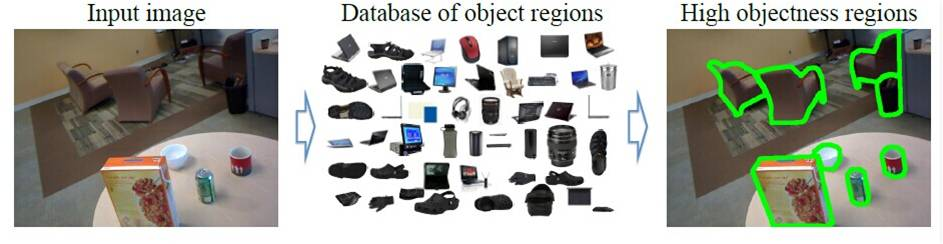 Input image
Database of object regions
High objectness regions